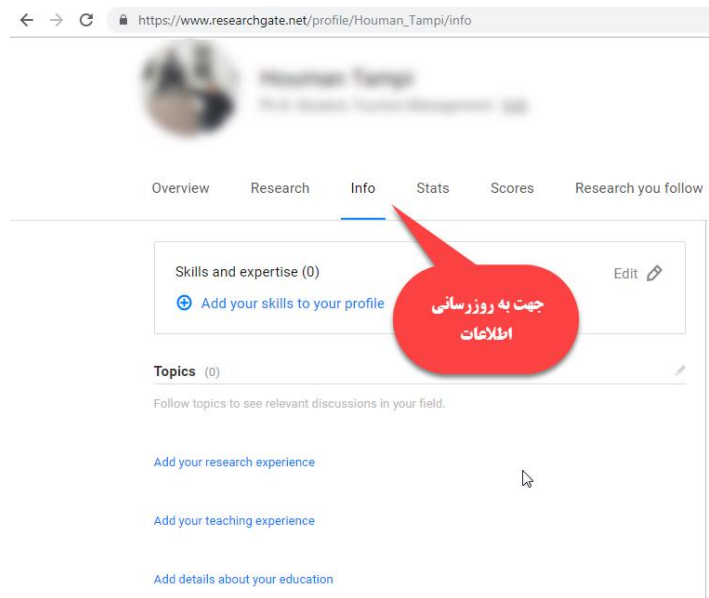 https://www.researchgate.net/profile/Houman_Tampi/info
Houman Tampi
Overview Research Info Stats Scores Research you follow
Skills and expertise (0) Edit
Add your skills to your profile
جهت به روزرسانی
اطلاعات
Topics (0)
Follow topics to see relevant discussions in your field.
Add your research experience
Add your teaching experience
Add details about your education